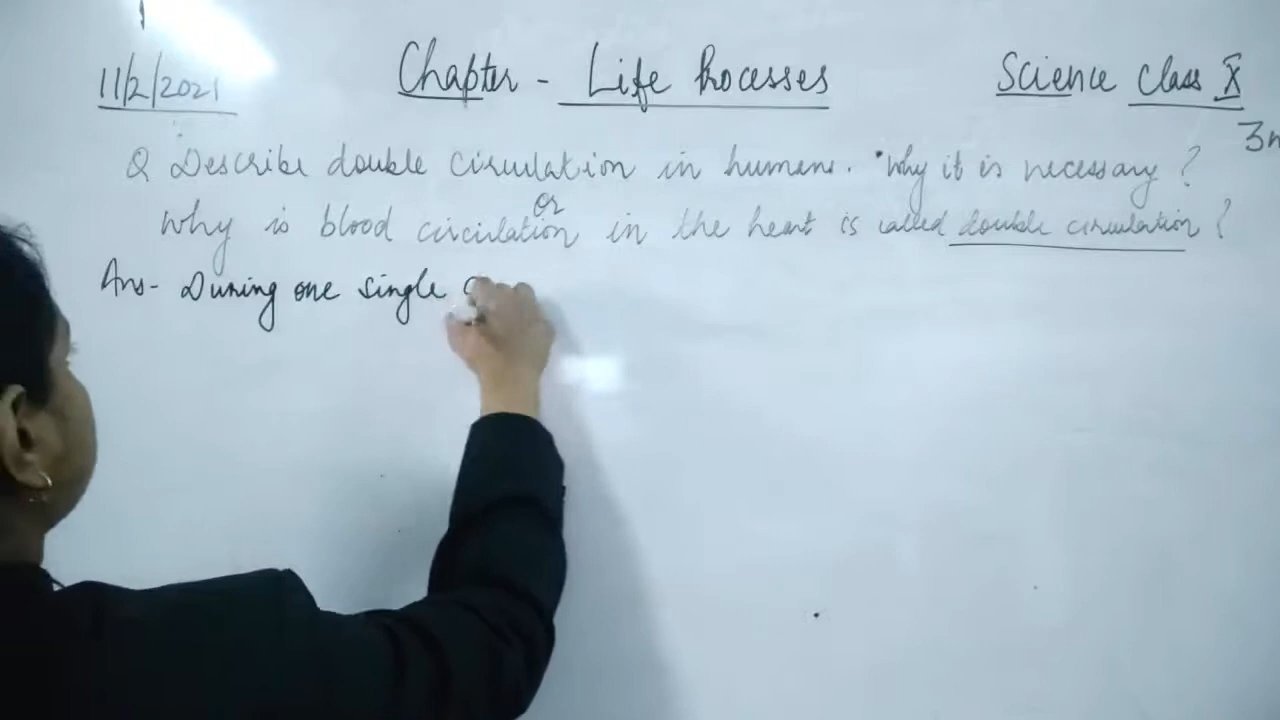 11/2/2021 Chapter - Life Processes Science Class X
Q Describe double circulation in humans. Why it is necessary?
or
Why is blood circulation in the heart is called double circulation?
Ans- During one single